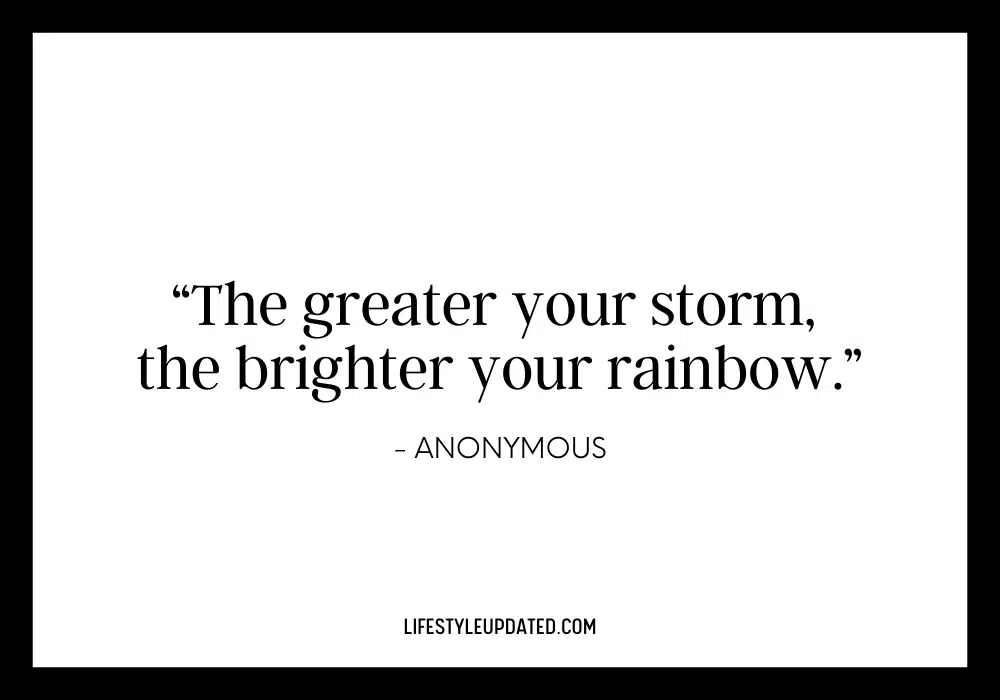 “The greater your storm,
the brighter your rainbow.”
– ANONYMOUS
LIFESTYLEUPDATED.COM